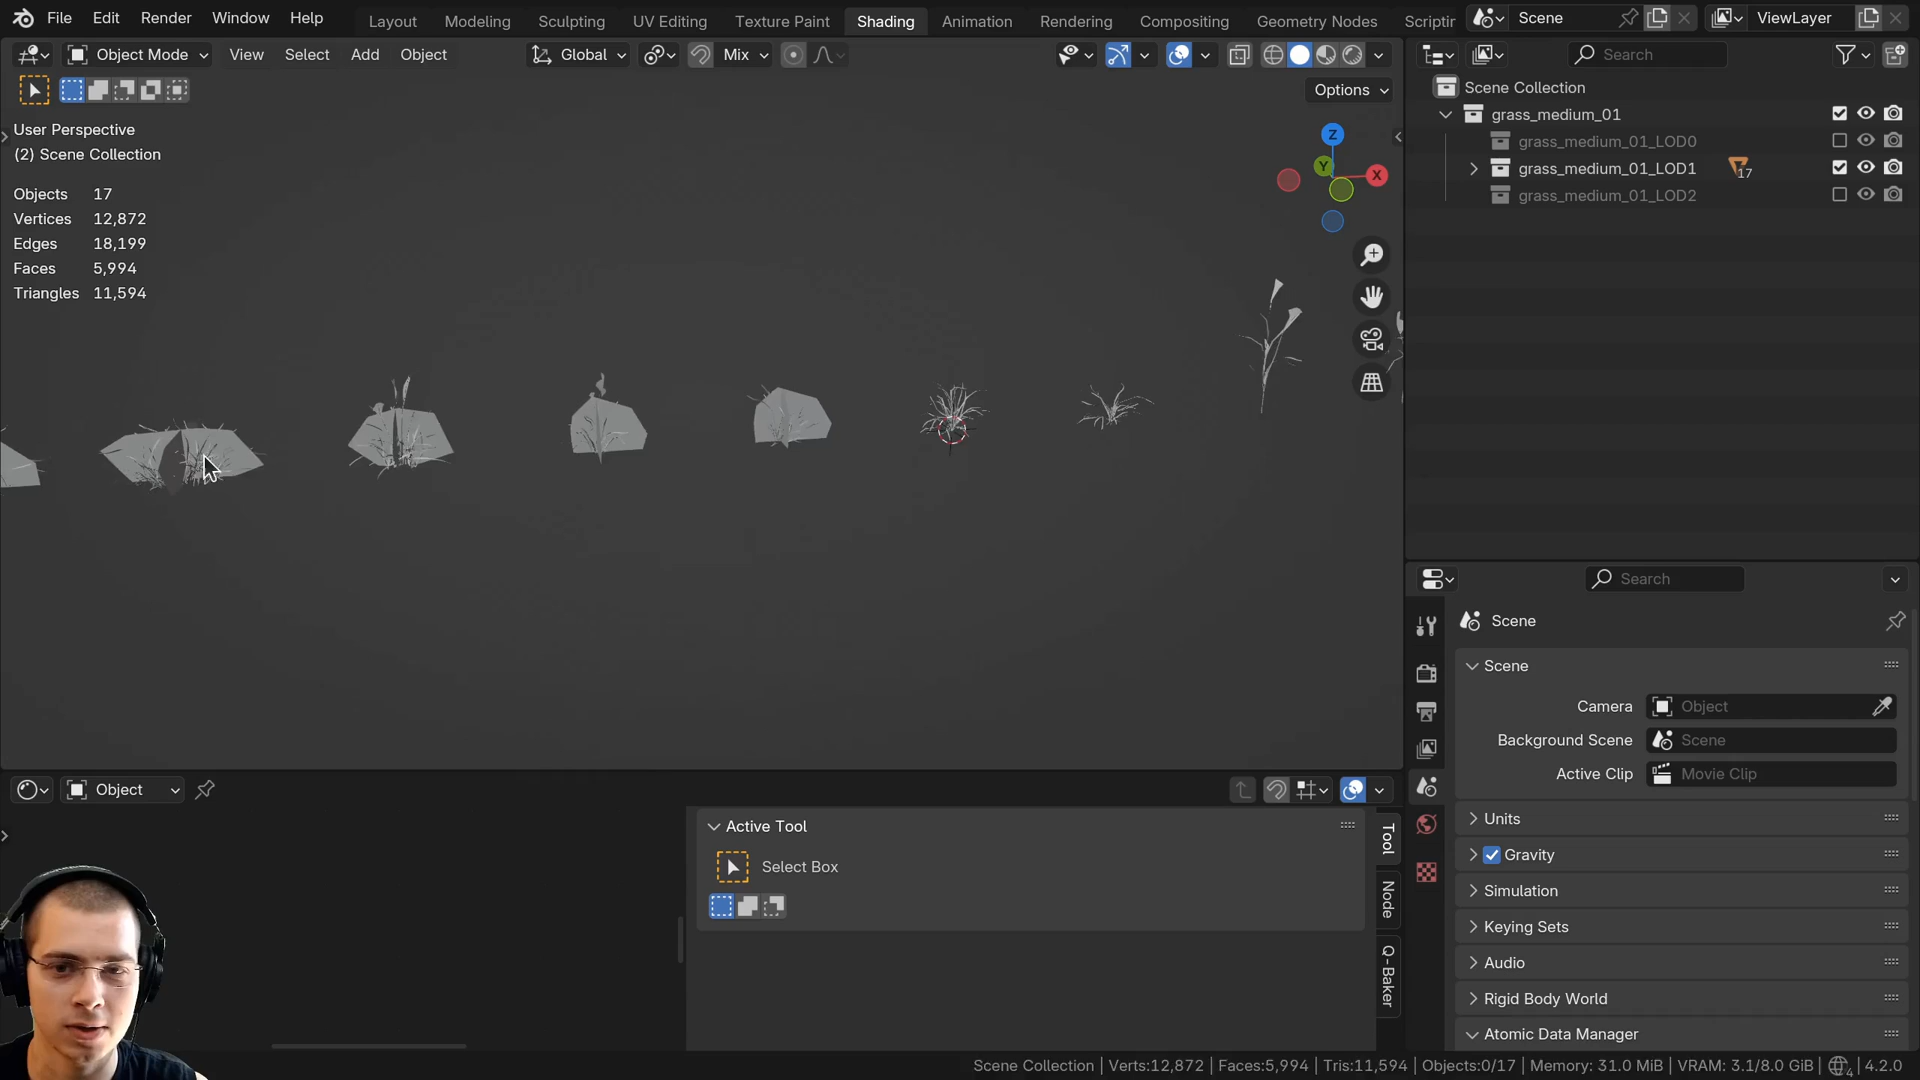 File Edit Render Window Help Layout Modeling Sculpting UV Editing Texture Paint Shading Animation Rendering Compositing Geometry Nodes Scriptin Scene ViewLayer
Object Mode View Select Add Object Global Mix Search
Options
User Perspective
(2) Scene Collection
Objects 17
Vertices 12,872
Edges 18,199
Faces 5,994
Triangles 11,594
Z
Y
X
Scene Collection
grass_medium_01
grass_medium_01_LOD0
grass_medium_01_LOD1 17
grass_medium_01_LOD2
Search
Scene
Scene
Camera Object
Background Scene Scene
Active Clip Movie Clip
Units
Gravity
Simulation
Keying Sets
Audio
Rigid Body World
Atomic Data Manager
Object
Active Tool
Select Box
Tool
Node
Q-Baker
Scene Collection | Verts:12,872 | Faces:5,994 | Tris:11,594 | Objects:0/17 | Memory: 31.0 MiB | VRAM: 3.1/8.0 GiB | 4 4.2.0